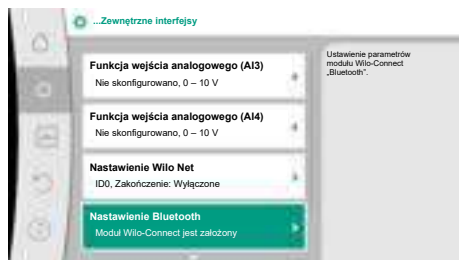 ...Zewnętrzne interfejsy
Funkcja wejścia analogowego (AI3)
Nie skonfigurowano, 0 – 10 V
Funkcja wejścia analogowego (AI4)
Nie skonfigurowano, 0 – 10 V
Nastawienie Wilo Net
ID0, Zakończenie: Wyłączone
Nastawienie Bluetooth
Moduł Wilo-Connect jest założony
Ustawienie parametrów
modułu Wilo-Connect
„Bluetooth”.